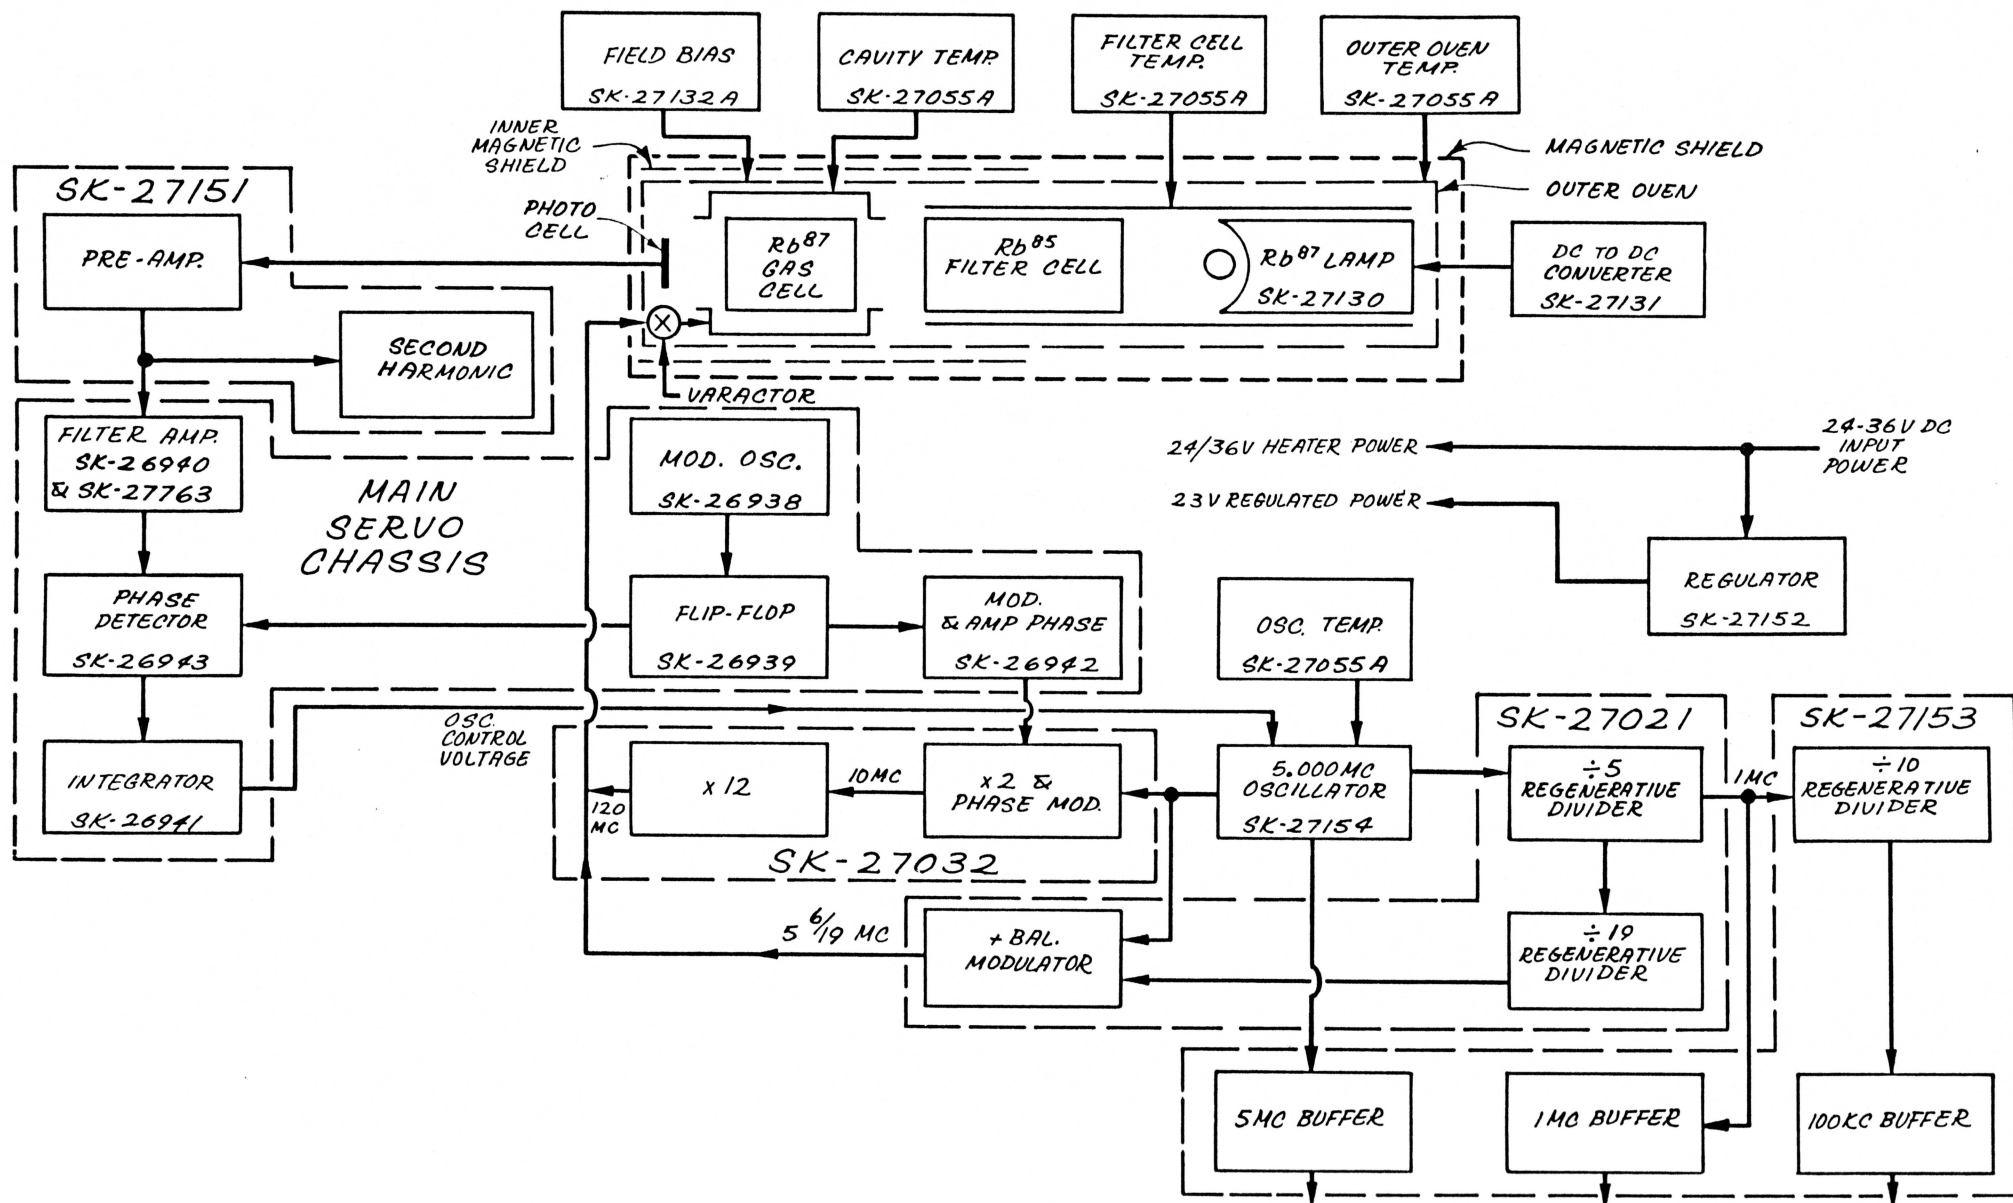 FIELD BIAS
SK-27132A
CAVITY TEMP.
SK-27055A
FILTER CELL
TEMP.
SK-27055A
OUTER OVEN
TEMP.
SK-27055A
INNER
MAGNETIC
SHIELD
MAGNETIC SHIELD
OUTER OVEN
SK-27151
PRE-AMP.
PHOTO
CELL
Rb87
GAS
CELL
Rb85
FILTER CELL
Rb87 LAMP
SK-27130
DC TO DC
CONVERTER
SK-27131
SECOND
HARMONIC
X
VARACTOR
FILTER AMP.
SK-26940
& SK-27763
MAIN
SERVO
CHASSIS
MOD. OSC.
SK-26938
24/36V HEATER POWER
24-36V DC
INPUT
POWER
23V REGULATED POWER
REGULATOR
SK-27152
PHASE
DETECTOR
SK-26943
FLIP-FLOP
SK-26939
MOD.
& AMP PHASE
SK-26942
OSC. TEMP.
SK-27055A
INTEGRATOR
SK-26941
OSC.
CONTROL
VOLTAGE
120
MC
x 12
10 MC
x 2 &
PHASE MOD.
SK-27032
5.000 MC
OSCILLATOR
SK-27154
SK-27021
÷5
REGENERATIVE
DIVIDER
1 MC
SK-27153
÷10
REGENERATIVE
DIVIDER
5 6/19 MC
+ BAL.
MODULATOR
÷19
REGENERATIVE
DIVIDER
5MC BUFFER
1MC BUFFER
100KC BUFFER